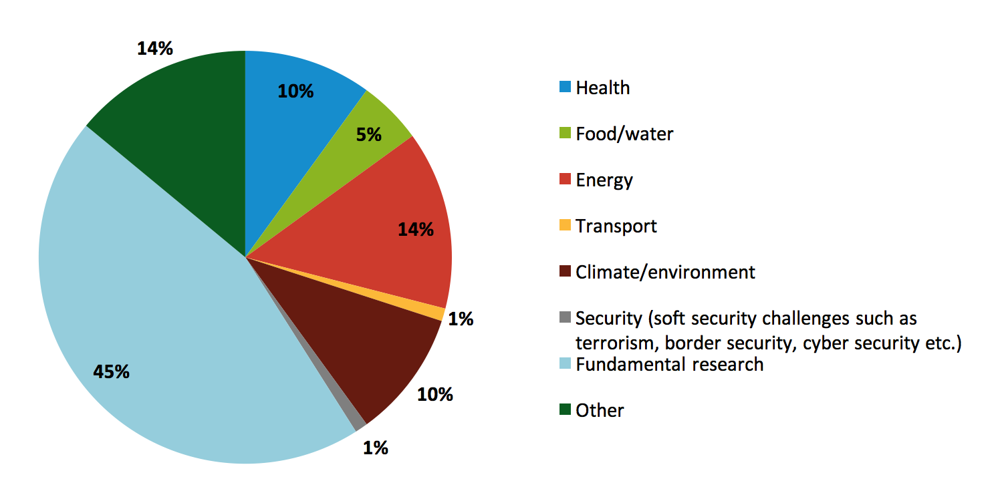 14%
10%
5%
14%
1%
10%
1%
45%
Health
Food/water
Energy
Transport
Climate/environment
Security (soft security challenges such as
terrorism, border security, cyber security etc.)
Fundamental research
Other